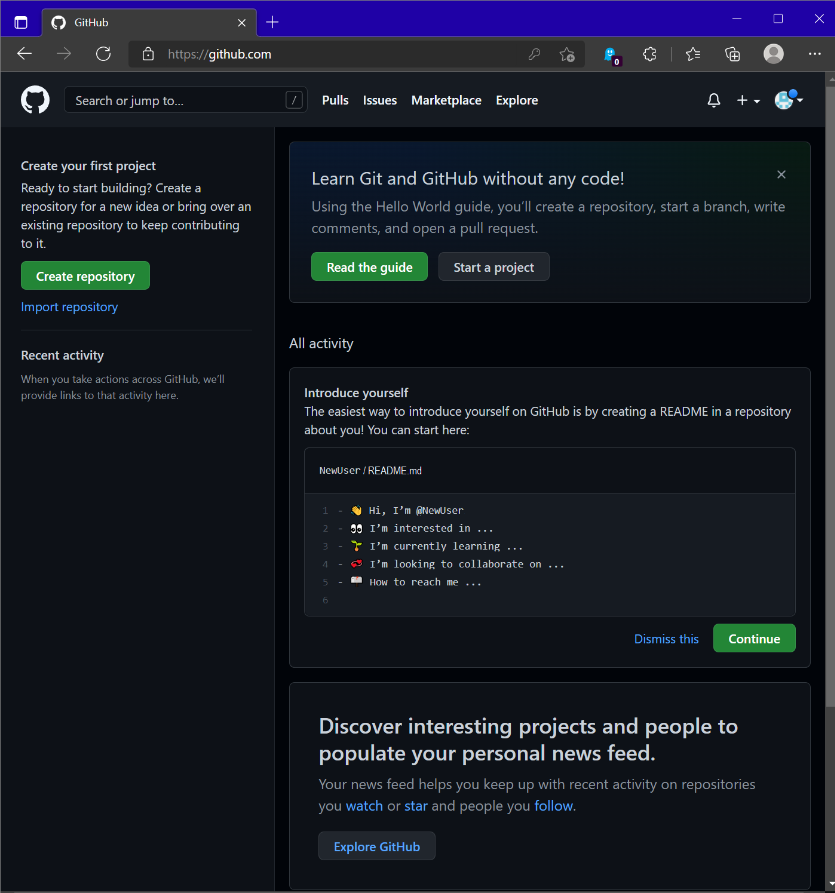 GitHub
https://github.com
0
Search or jump to... /
Pulls Issues Marketplace Explore
Create your first project
Ready to start building? Create a
repository for a new idea or bring over an
existing repository to keep contributing
to it.
Create repository
Import repository
Recent activity
When you take actions across GitHub, we’ll
provide links to that activity here.
Learn Git and GitHub without any code!
Using the Hello World guide, you’ll create a repository, start a branch, write
comments, and open a pull request.
Read the guide Start a project
All activity
Introduce yourself
The easiest way to introduce yourself on GitHub is by creating a README in a repository
about you! You can start here:
NewUser / README.md
1 - 👋 Hi, I’m @NewUser
2 - 👀 I’m interested in ...
3 - 🌱 I’m currently learning ...
4 - 💞️ I’m looking to collaborate on ...
5 - 📖 How to reach me ...
6
Dismiss this Continue
Discover interesting projects and people to
populate your personal news feed.
Your news feed helps you keep up with recent activity on repositories
you watch or star and people you follow.
Explore GitHub